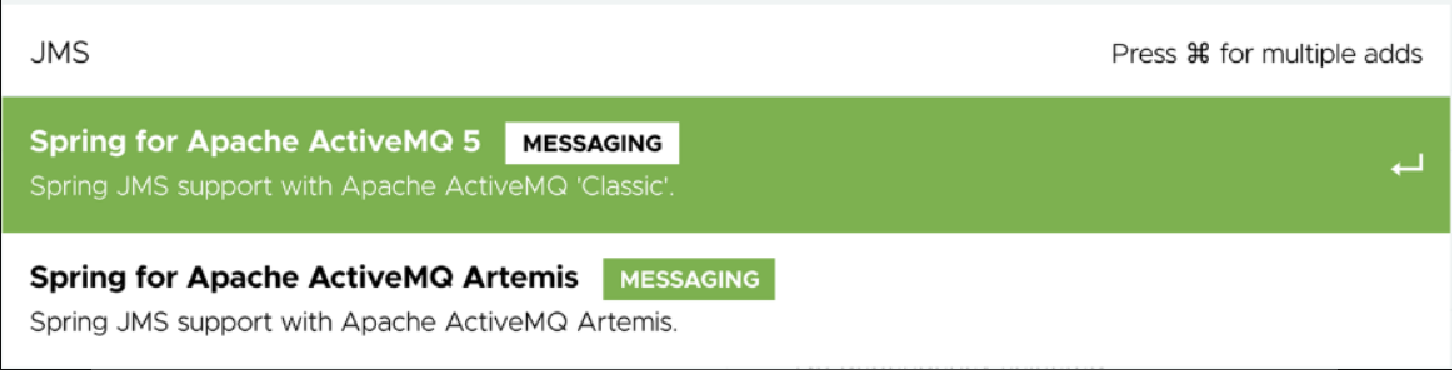 JMS
Press ⌘ for multiple adds
Spring for Apache ActiveMQ 5 MESSAGING
Spring JMS support with Apache ActiveMQ 'Classic'.
Spring for Apache ActiveMQ Artemis MESSAGING
Spring JMS support with Apache ActiveMQ Artemis.